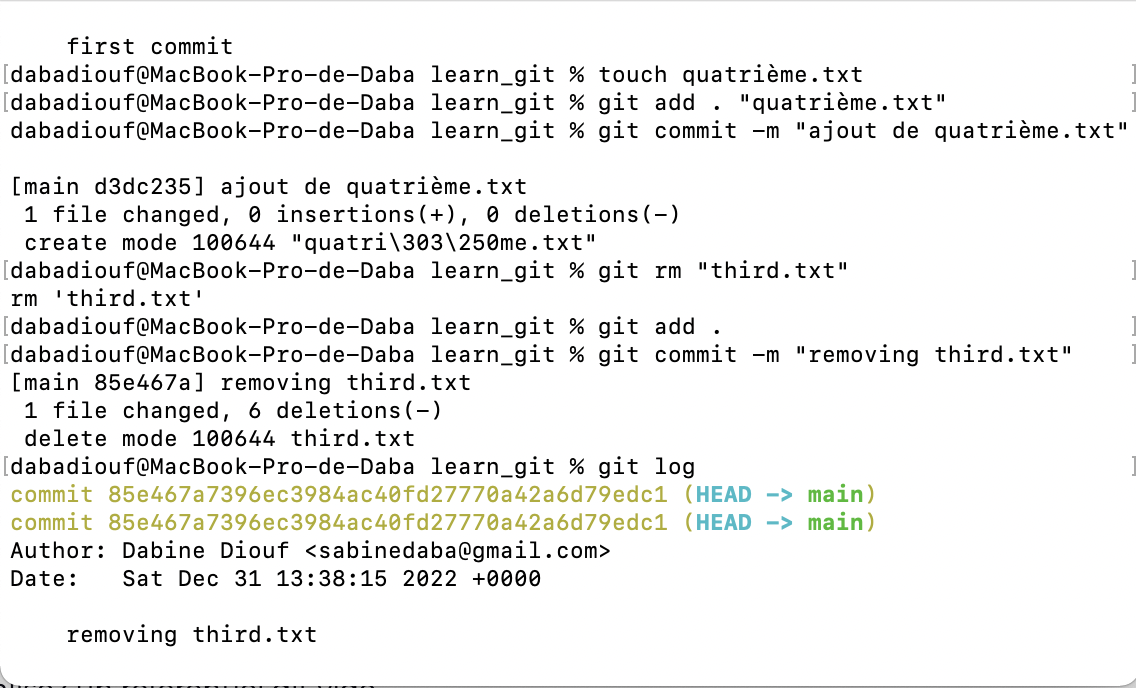 first commit
[dabadiouf@MacBook-Pro-de-Daba learn_git % touch quatrième.txt ]
[dabadiouf@MacBook-Pro-de-Daba learn_git % git add . "quatrième.txt" ]
dabadiouf@MacBook-Pro-de-Daba learn_git % git commit -m "ajout de quatrième.txt"
[main d3dc235] ajout de quatrième.txt
1 file changed, 0 insertions(+), 0 deletions(-)
create mode 100644 "quatri\303\250me.txt"
[dabadiouf@MacBook-Pro-de-Daba learn_git % git rm "third.txt" ]
rm 'third.txt'
[dabadiouf@MacBook-Pro-de-Daba learn_git % git add . ]
[dabadiouf@MacBook-Pro-de-Daba learn_git % git commit -m "removing third.txt" ]
[main 85e467a] removing third.txt
1 file changed, 6 deletions(-)
delete mode 100644 third.txt
[dabadiouf@MacBook-Pro-de-Daba learn_git % git log ]
commit 85e467a7396ec3984ac40fd27770a42a6d79edc1 (HEAD -> main)
commit 85e467a7396ec3984ac40fd27770a42a6d79edc1 (HEAD -> main)
Author: Dabine Diouf <sabinedaba@gmail.com>
Date: Sat Dec 31 13:38:15 2022 +0000
removing third.txt